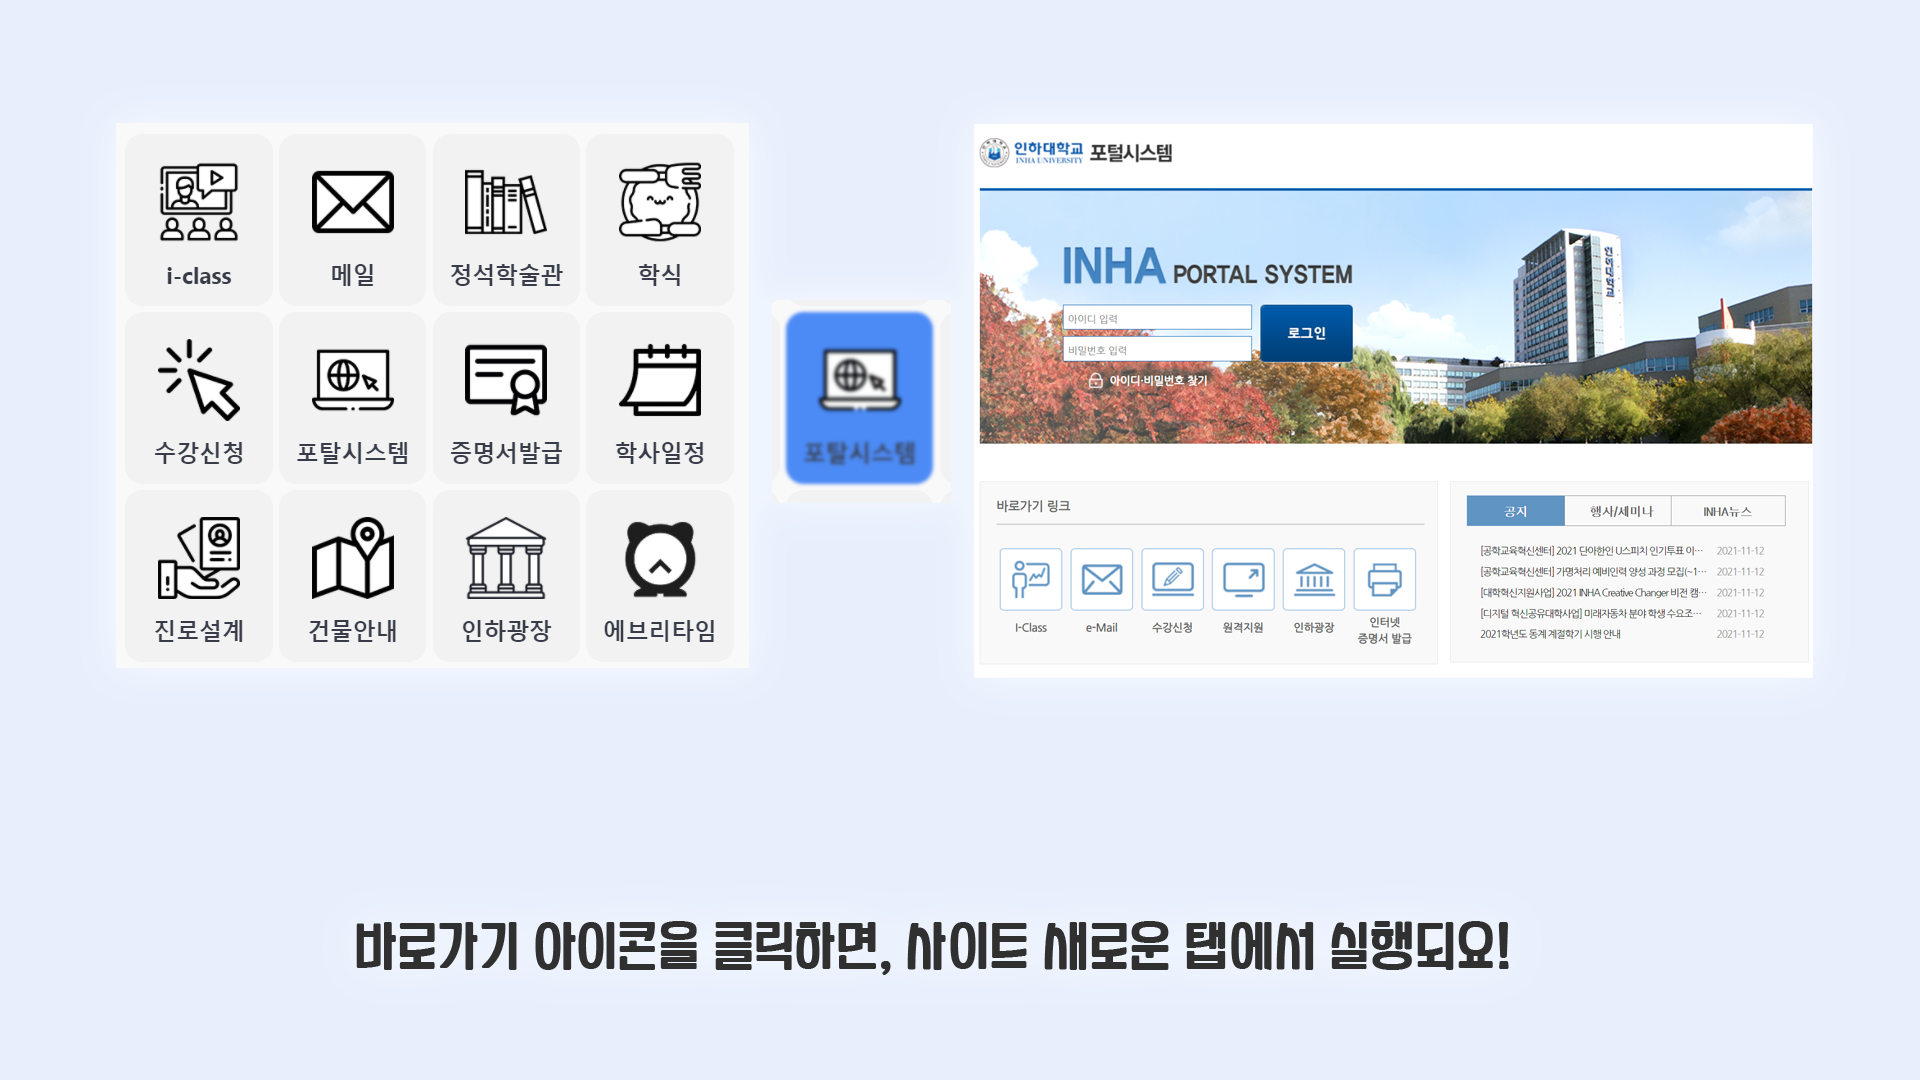 i-class
메일
정석학술관
학식
수강신청
포탈시스템
증명서발급
학사일정
진로설계
건물안내
인하광장
에브리타임
포탈시스템
인하대학교
INHA UNIVERSITY
포털시스템
INHA PORTAL SYSTEM
아이디 입력
비밀번호 입력
로그인
아이디·비밀번호 찾기
인하대학교
바로가기 링크
I-Class
e-Mail
수강신청
원격지원
인하광장
인터넷
증명서 발급
공지
행사/세미나
INHA뉴스
[공학교육혁신센터] 2021 단야한인 U스피치 인기투표 이… 2021-11-12
[공학교육혁신센터] 가명처리 예비인력 양성 과정 모집(~1… 2021-11-12
[대학혁신지원사업] 2021 INHA Creative Changer 비전 캠… 2021-11-12
[디지털 혁신공유대학사업] 미래자동차 분야 학생 수요조… 2021-11-12
2021학년도 동계 계절학기 시행 안내 2021-11-12
바로가기 아이콘을 클릭하면, 사이트 새로운 탭에서 실행되요!